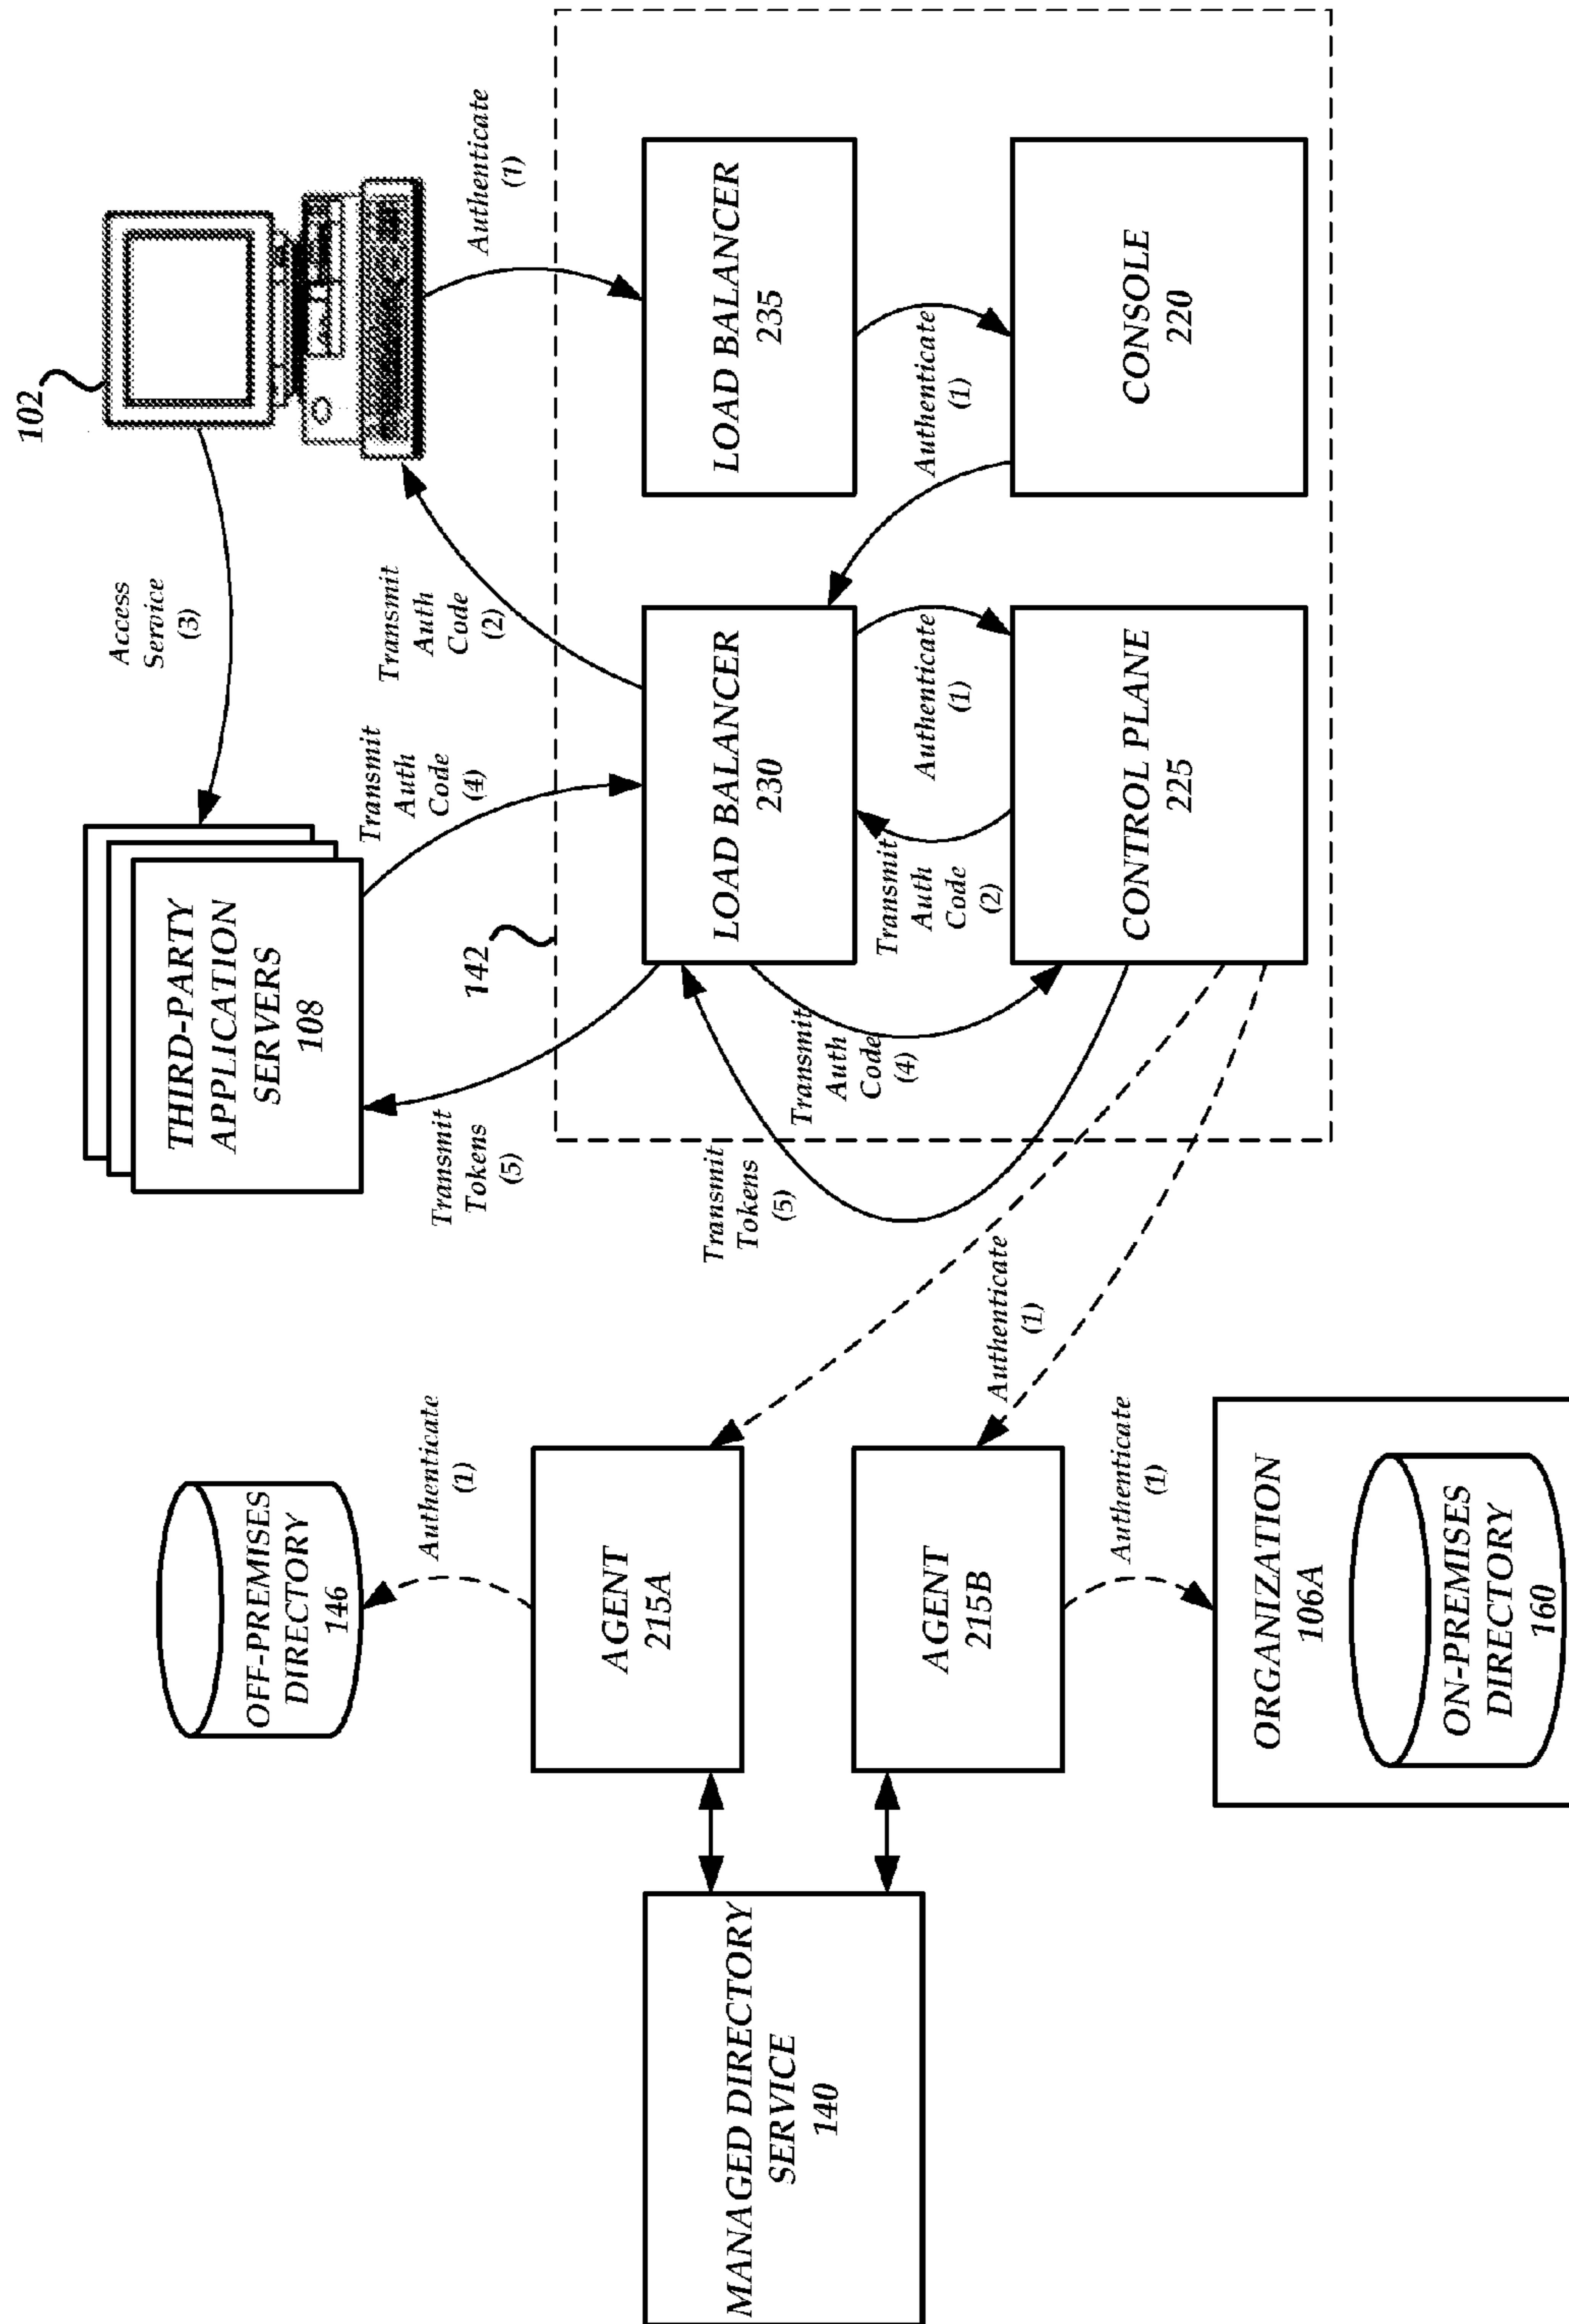 102
Access
Service
(3)
THIRD-PARTY
APPLICATION
SERVERS
108
Transmit
Auth
Code
(4)
Transmit
Auth
Code
(2)
Authenticate
(1)
Transmit
Tokens
(5)
142
LOAD BALANCER
230
LOAD BALANCER
235
Authenticate
(1)
Authenticate
(1)
Transmit
Auth
Code
(2)
Transmit
Auth
Code
(4)
Transmit
Tokens
(5)
CONTROL PLANE
225
CONSOLE
220
OFF-PREMISES
DIRECTORY
146
Authenticate
(1)
AGENT
215A
Authenticate
(1)
AGENT
215B
Authenticate
(1)
MANAGED DIRECTORY
SERVICE
140
ORGANIZATION
106A
ON-PREMISES
DIRECTORY
160